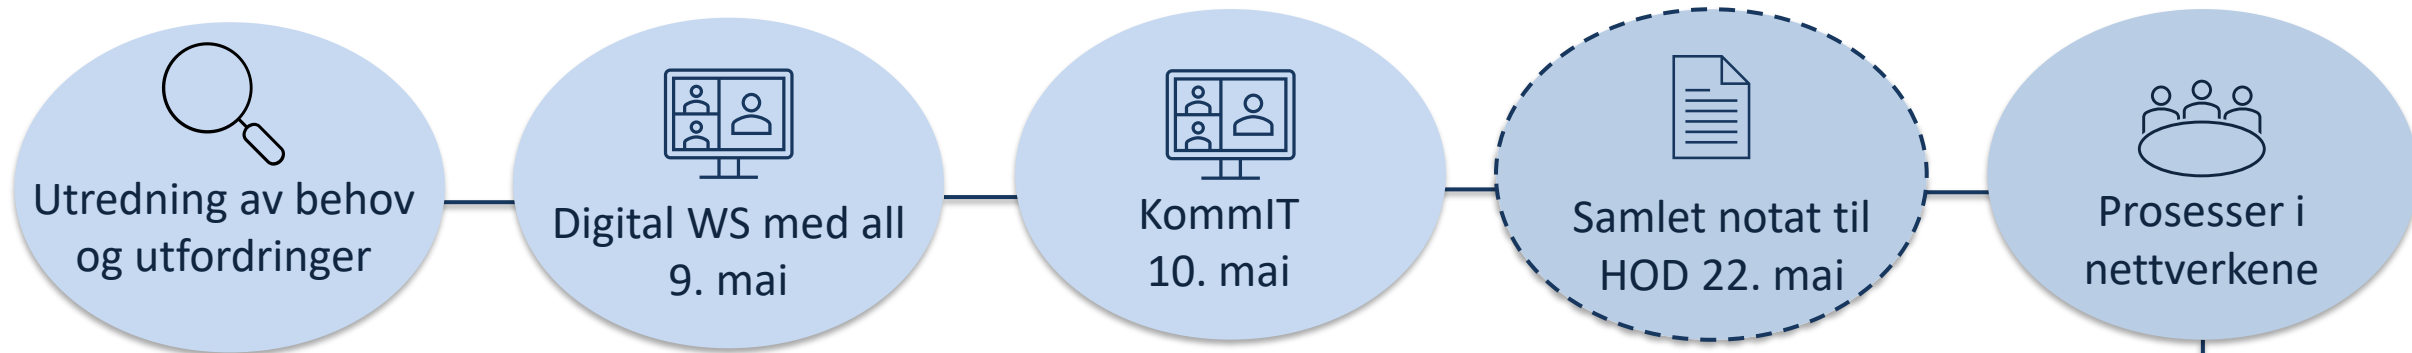 Utredning av behov
og utfordringer
Digital WS med all
9. mai
KommIT
10. mai
Samlet notat til
HOD 22. mai
Prosesser i
nettverkene